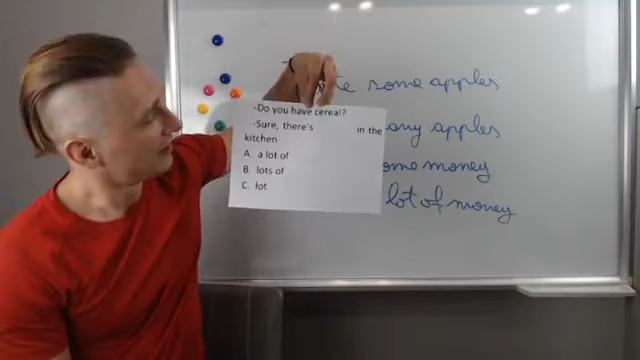 -Do you have cereal?
-Sure, there's in the
kitchen
A. a lot of
B. lots of
C. lot
some apples
any apples
ome money
lot of money